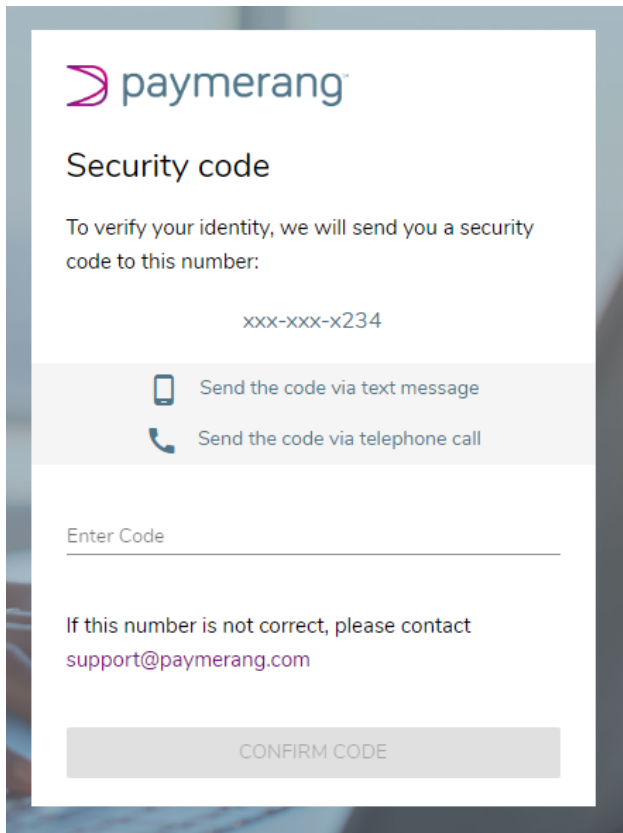 paymerang
Security code
To verify your identity, we will send you a security
code to this number:
xxx-xxx-x234
Send the code via text message
Send the code via telephone call
Enter Code
If this number is not correct, please contact
support@paymerang.com
CONFIRM CODE